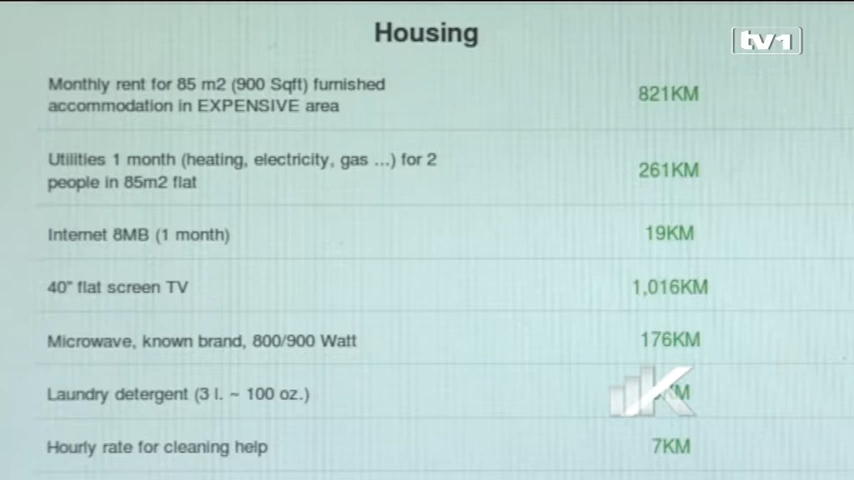 Housing
tv1
Monthly rent for 85 m2 (900 Sqft) furnished
accommodation in EXPENSIVE area
821KM
Utilities 1 month (heating, electricity, gas ...) for 2
people in 85m2 flat
261KM
Internet 8MB (1 month)
19KM
40" flat screen TV
1,016KM
Microwave, known brand, 800/900 Watt
176KM
Laundry detergent (3 l. ~ 100 oz.)
KM
Hourly rate for cleaning help
7KM